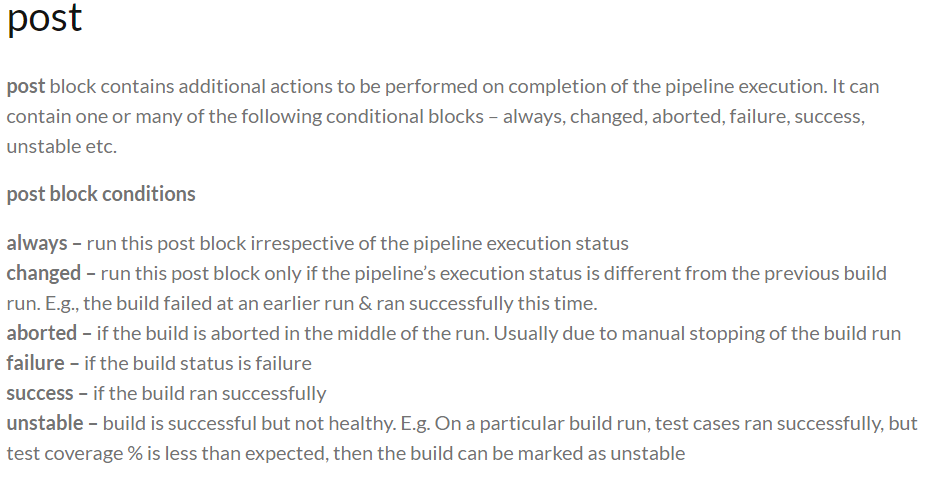 post
post block contains additional actions to be performed on completion of the pipeline execution. It can
contain one or many of the following conditional blocks – always, changed, aborted, failure, success,
unstable etc.
post block conditions
always – run this post block irrespective of the pipeline execution status
changed – run this post block only if the pipeline’s execution status is different from the previous build
run. E.g., the build failed at an earlier run & ran successfully this time.
aborted – if the build is aborted in the middle of the run. Usually due to manual stopping of the build run
failure – if the build status is failure
success – if the build ran successfully
unstable – build is successful but not healthy. E.g. On a particular build run, test cases ran successfully, but
test coverage % is less than expected, then the build can be marked as unstable